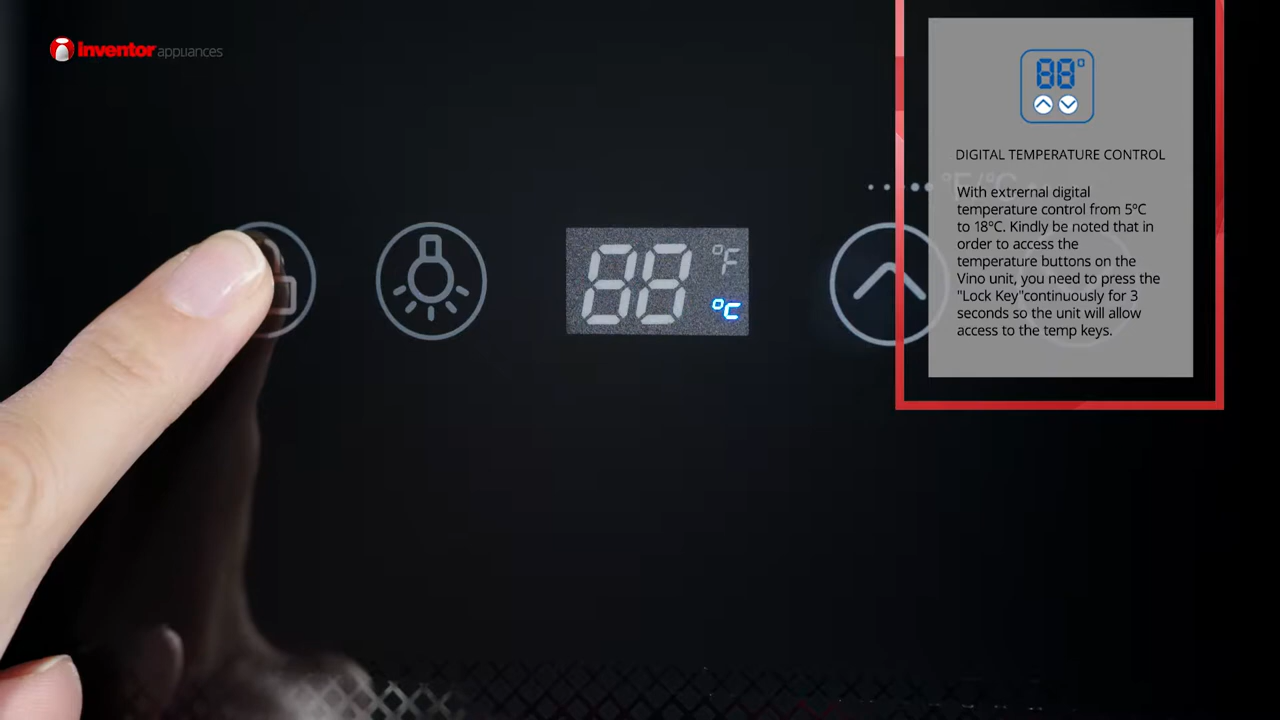 inventor appliances
88°
DIGITAL TEMPERATURE CONTROL
With extrernal digital
temperature control from 5ºC
to 18ºC. Kindly be noted that in
order to access the
temperature buttons on the
Vino unit, you need to press the
"Lock Key"continuously for 3
seconds so the unit will allow
access to the temp keys.
°F/°C
88 °F
°C